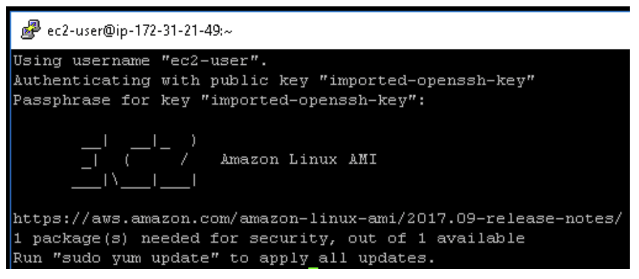 ec2-user@ip-172-31-21-49:~
Using username "ec2-user".
Authenticating with public key "imported-openssh-key"
Passphrase for key "imported-openssh-key":
       __|  __|_  )
       _|  (     /   Amazon Linux AMI
      ___|\___|___|
https://aws.amazon.com/amazon-linux-ami/2017.09-release-notes/
1 package(s) needed for security, out of 1 available
Run "sudo yum update" to apply all updates.